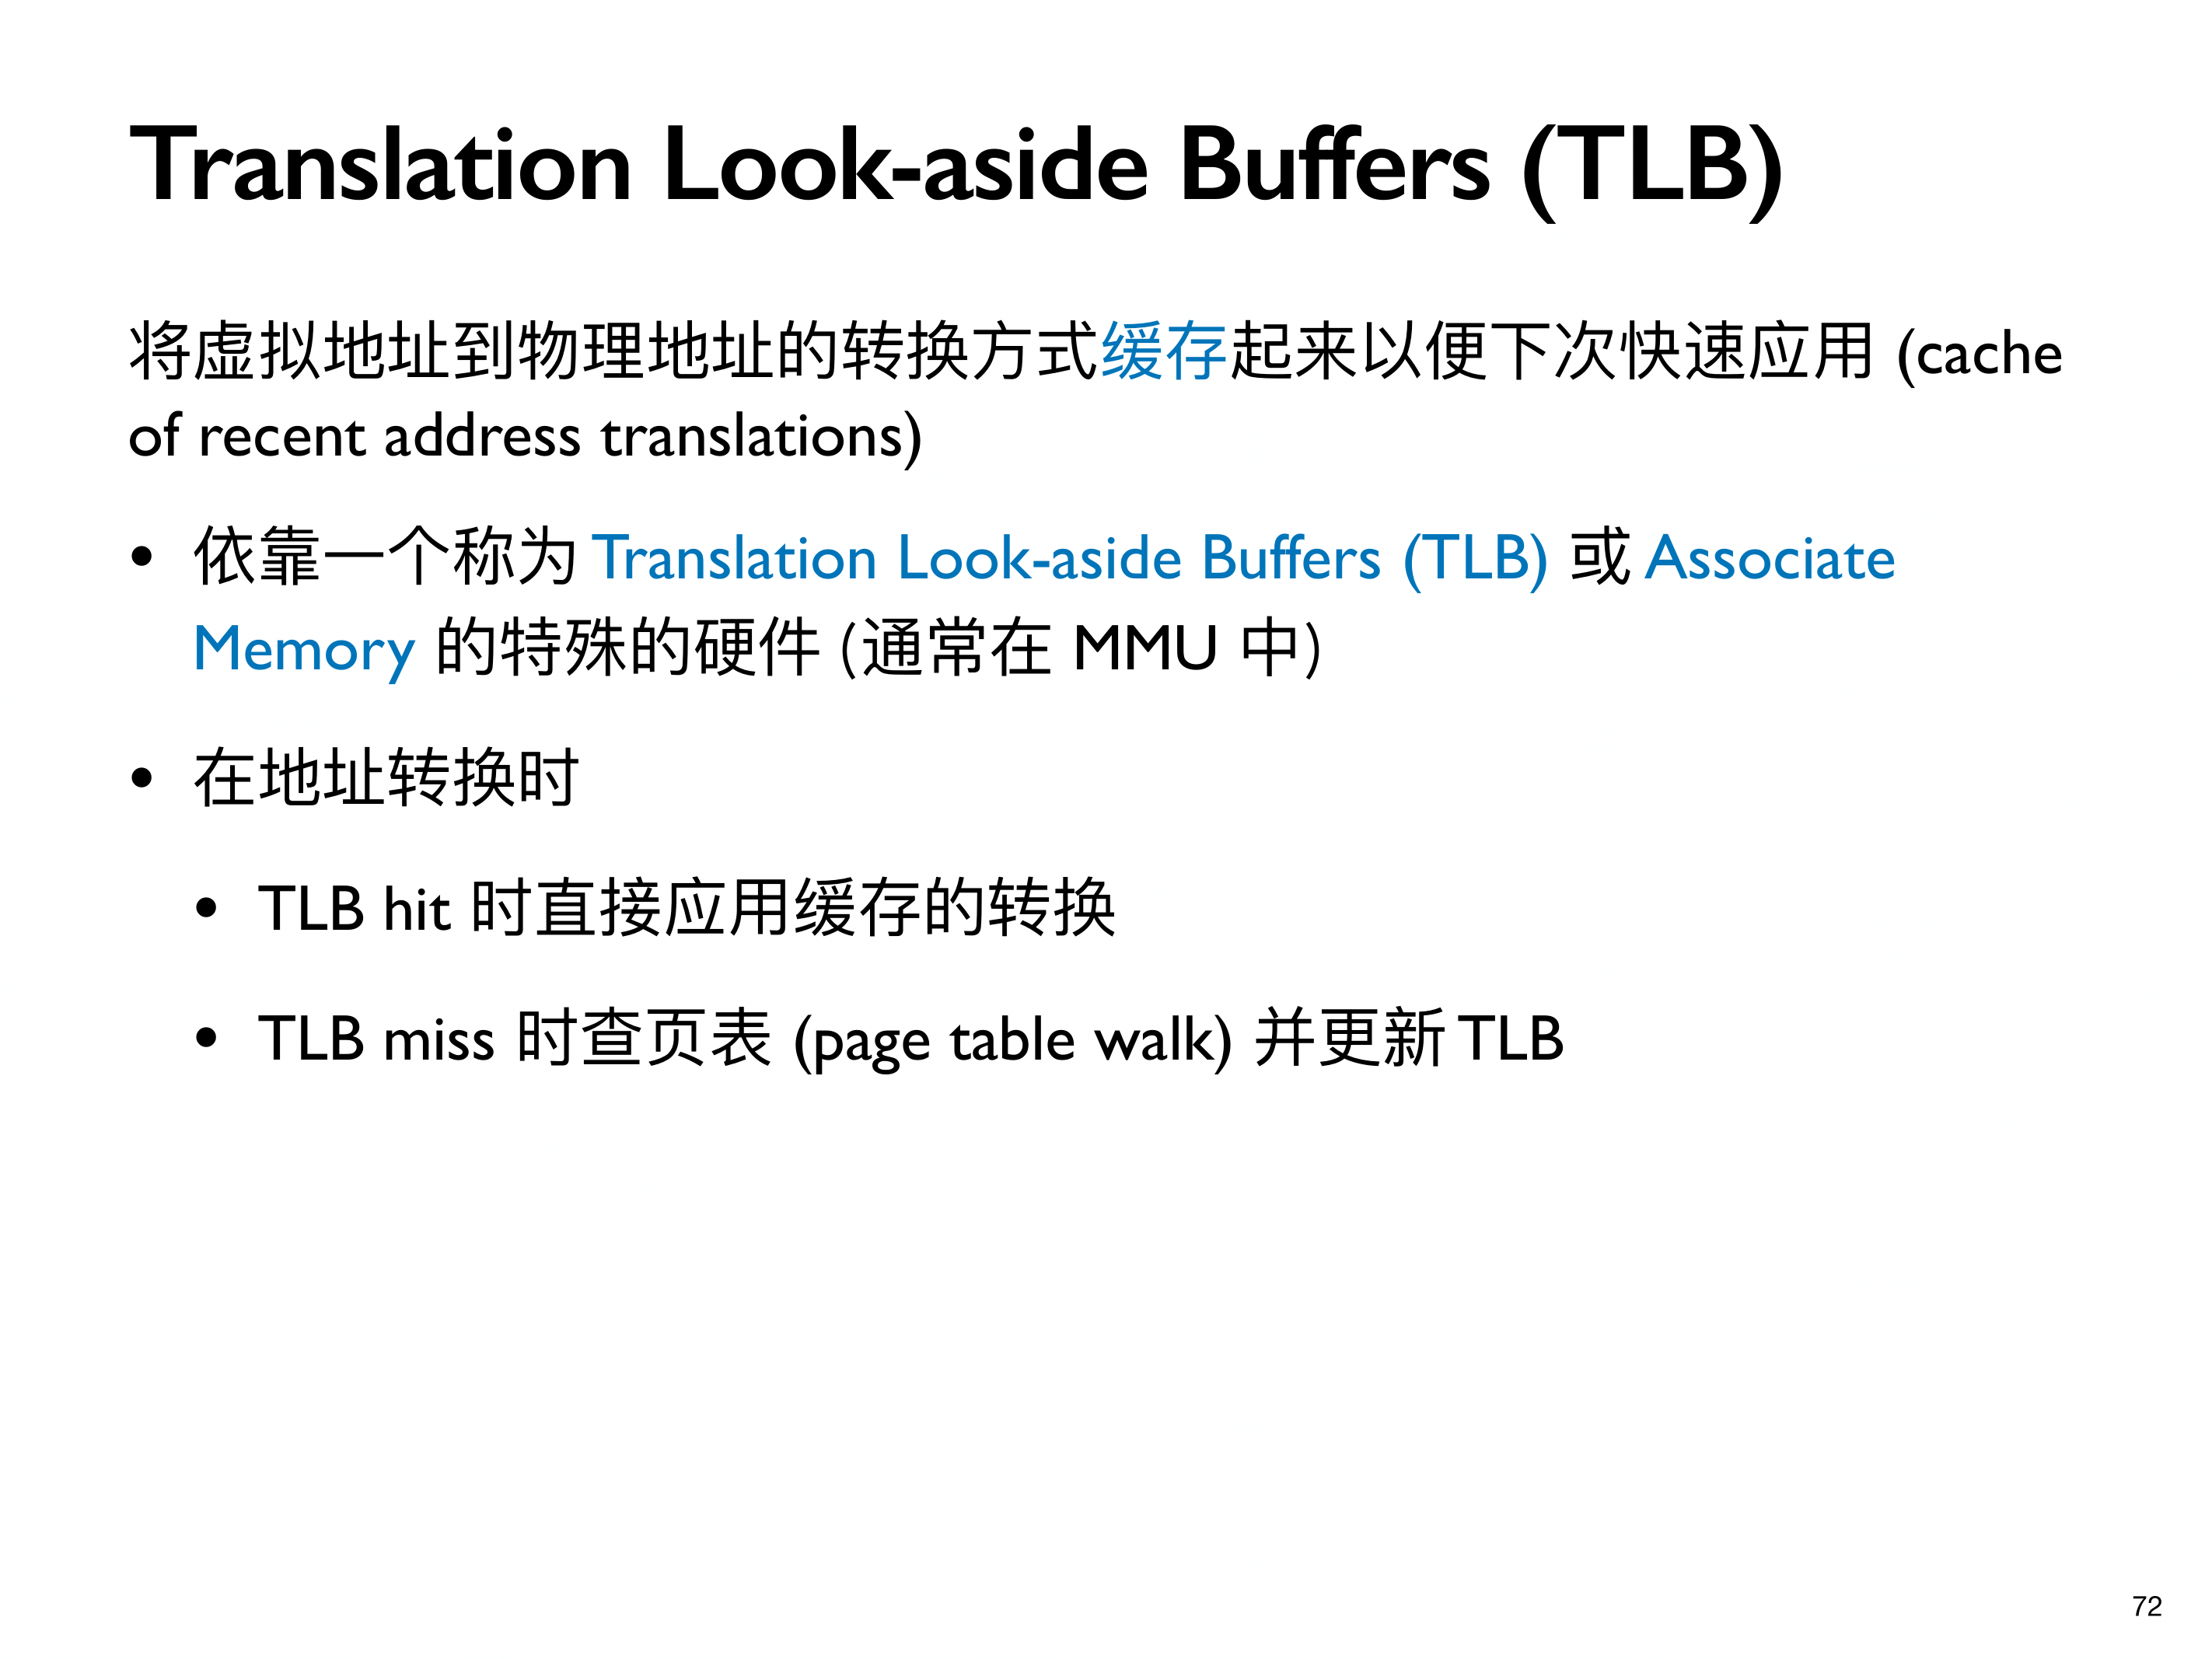 Translation Look-aside Buffers (TLB)
将虚拟地址到物理地址的转换方式缓存起来以便下次快速应用 (cache
of recent address translations)
• 依靠一个称为 Translation Look-aside Buffers (TLB) 或 Associate
Memory 的特殊的硬件 (通常在 MMU 中)
• 在地址转换时
• TLB hit 时直接应用缓存的转换
• TLB niss 时查页表 (page table walk) 并更新 TLB
72